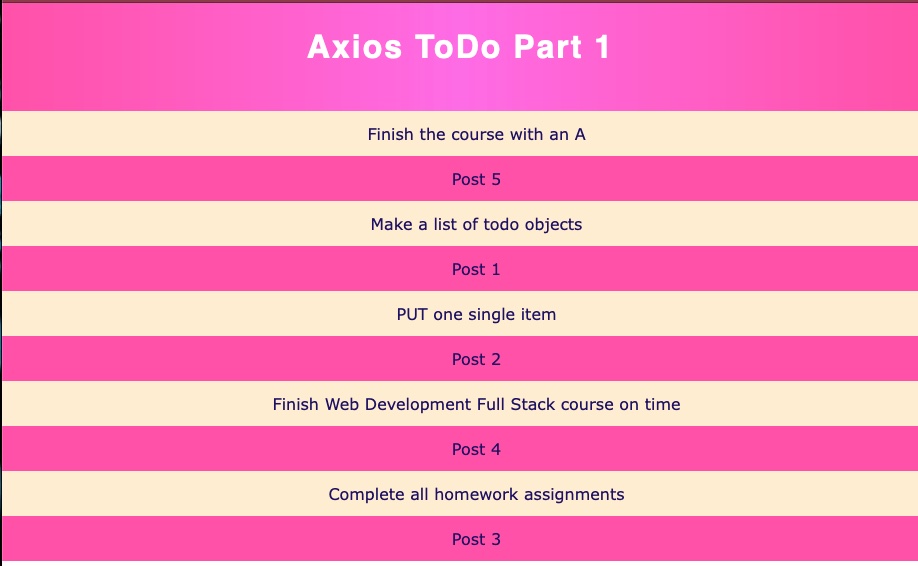 Axios ToDo Part 1
Finish the course with an A
Post 5
Make a list of todo objects
Post 1
PUT one single item
Post 2
Finish Web Development Full Stack course on time
Post 4
Complete all homework assignments
Post 3